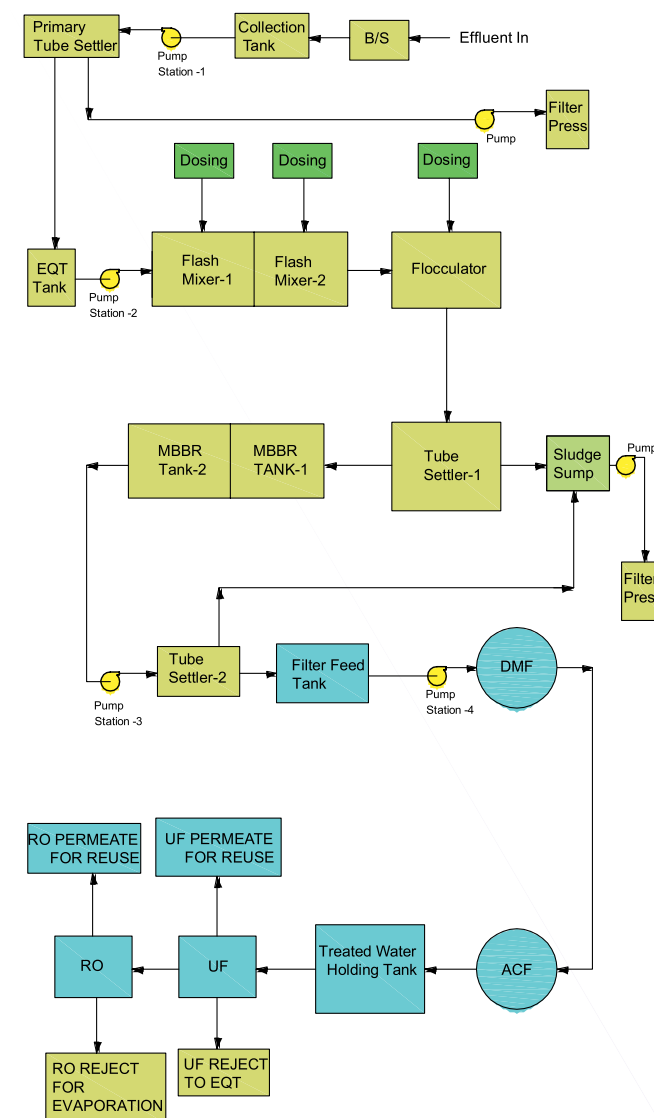 Primary
Tube Settler
Pump
Station -1
Collection
Tank
B/S
Effluent In
Pump
Filter
Press
Dosing
Dosing
Dosing
EQT
Tank
Pump
Station -2
Flash
Mixer-1
Flash
Mixer-2
Flocculator
MBBR
Tank-2
MBBR
TANK-1
Tube
Settler-1
Sludge
Sump
Pump
Filter
Pres
Pump
Station -3
Tube
Settler-2
Filter Feed
Tank
Pump
Station -4
DMF
RO PERMEATE
FOR REUSE
UF PERMEATE
FOR REUSE
RO
UF
Treated Water
Holding Tank
ACF
RO REJECT
FOR
EVAPORATION
UF REJECT
TO EQT